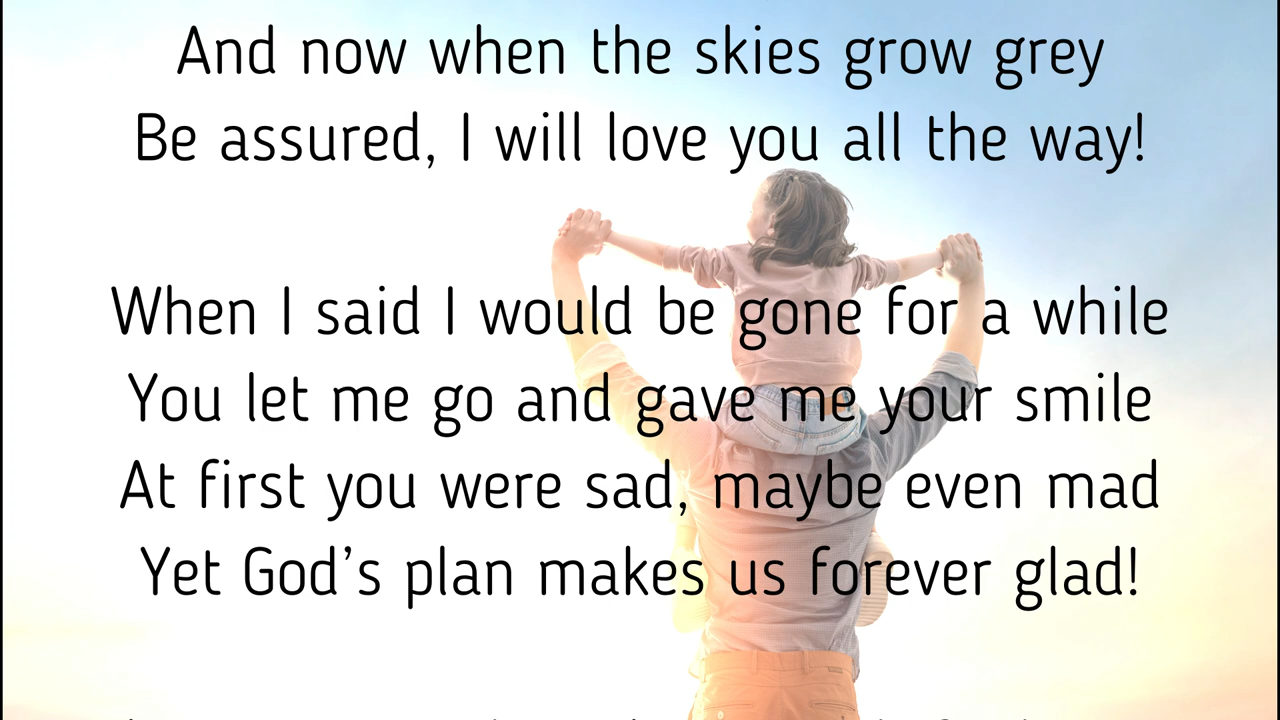 And now when the skies grow grey
Be assured, I will love you all the way!
When I said I would be gone for a while
You let me go and gave me your smile
At first you were sad, maybe even mad
Yet God's plan makes us forever glad!